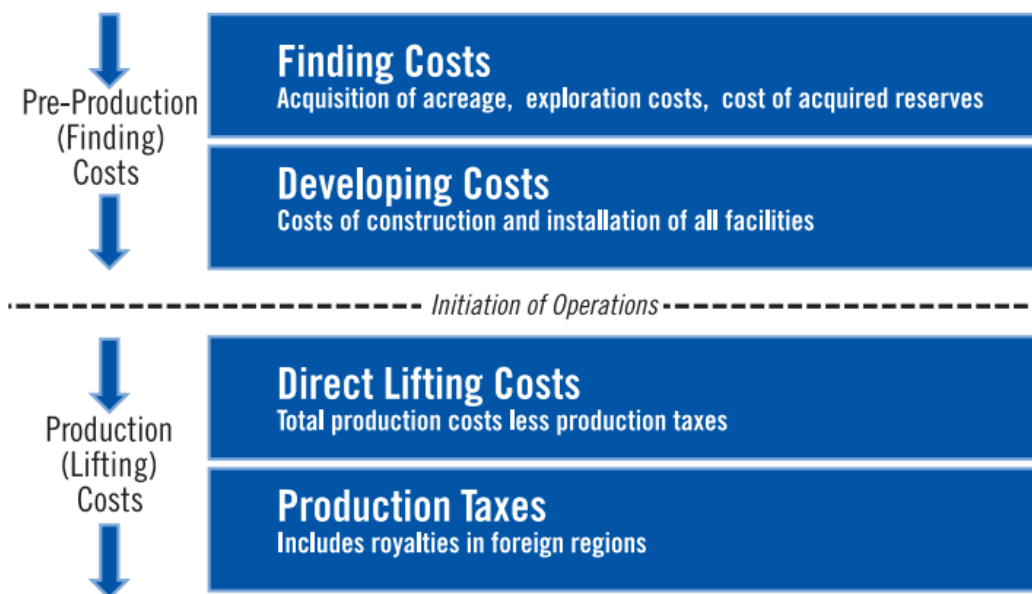 Pre-Production
(Finding)
Costs
Finding Costs
Acquisition of acreage, exploration costs, cost of acquired reserves
Developing Costs
Costs of construction and installation of all facilities
Initiation of Operations
Production
(Lifting)
Costs
Direct Lifting Costs
Total production costs less production taxes
Production Taxes
Includes royalties in foreign regions